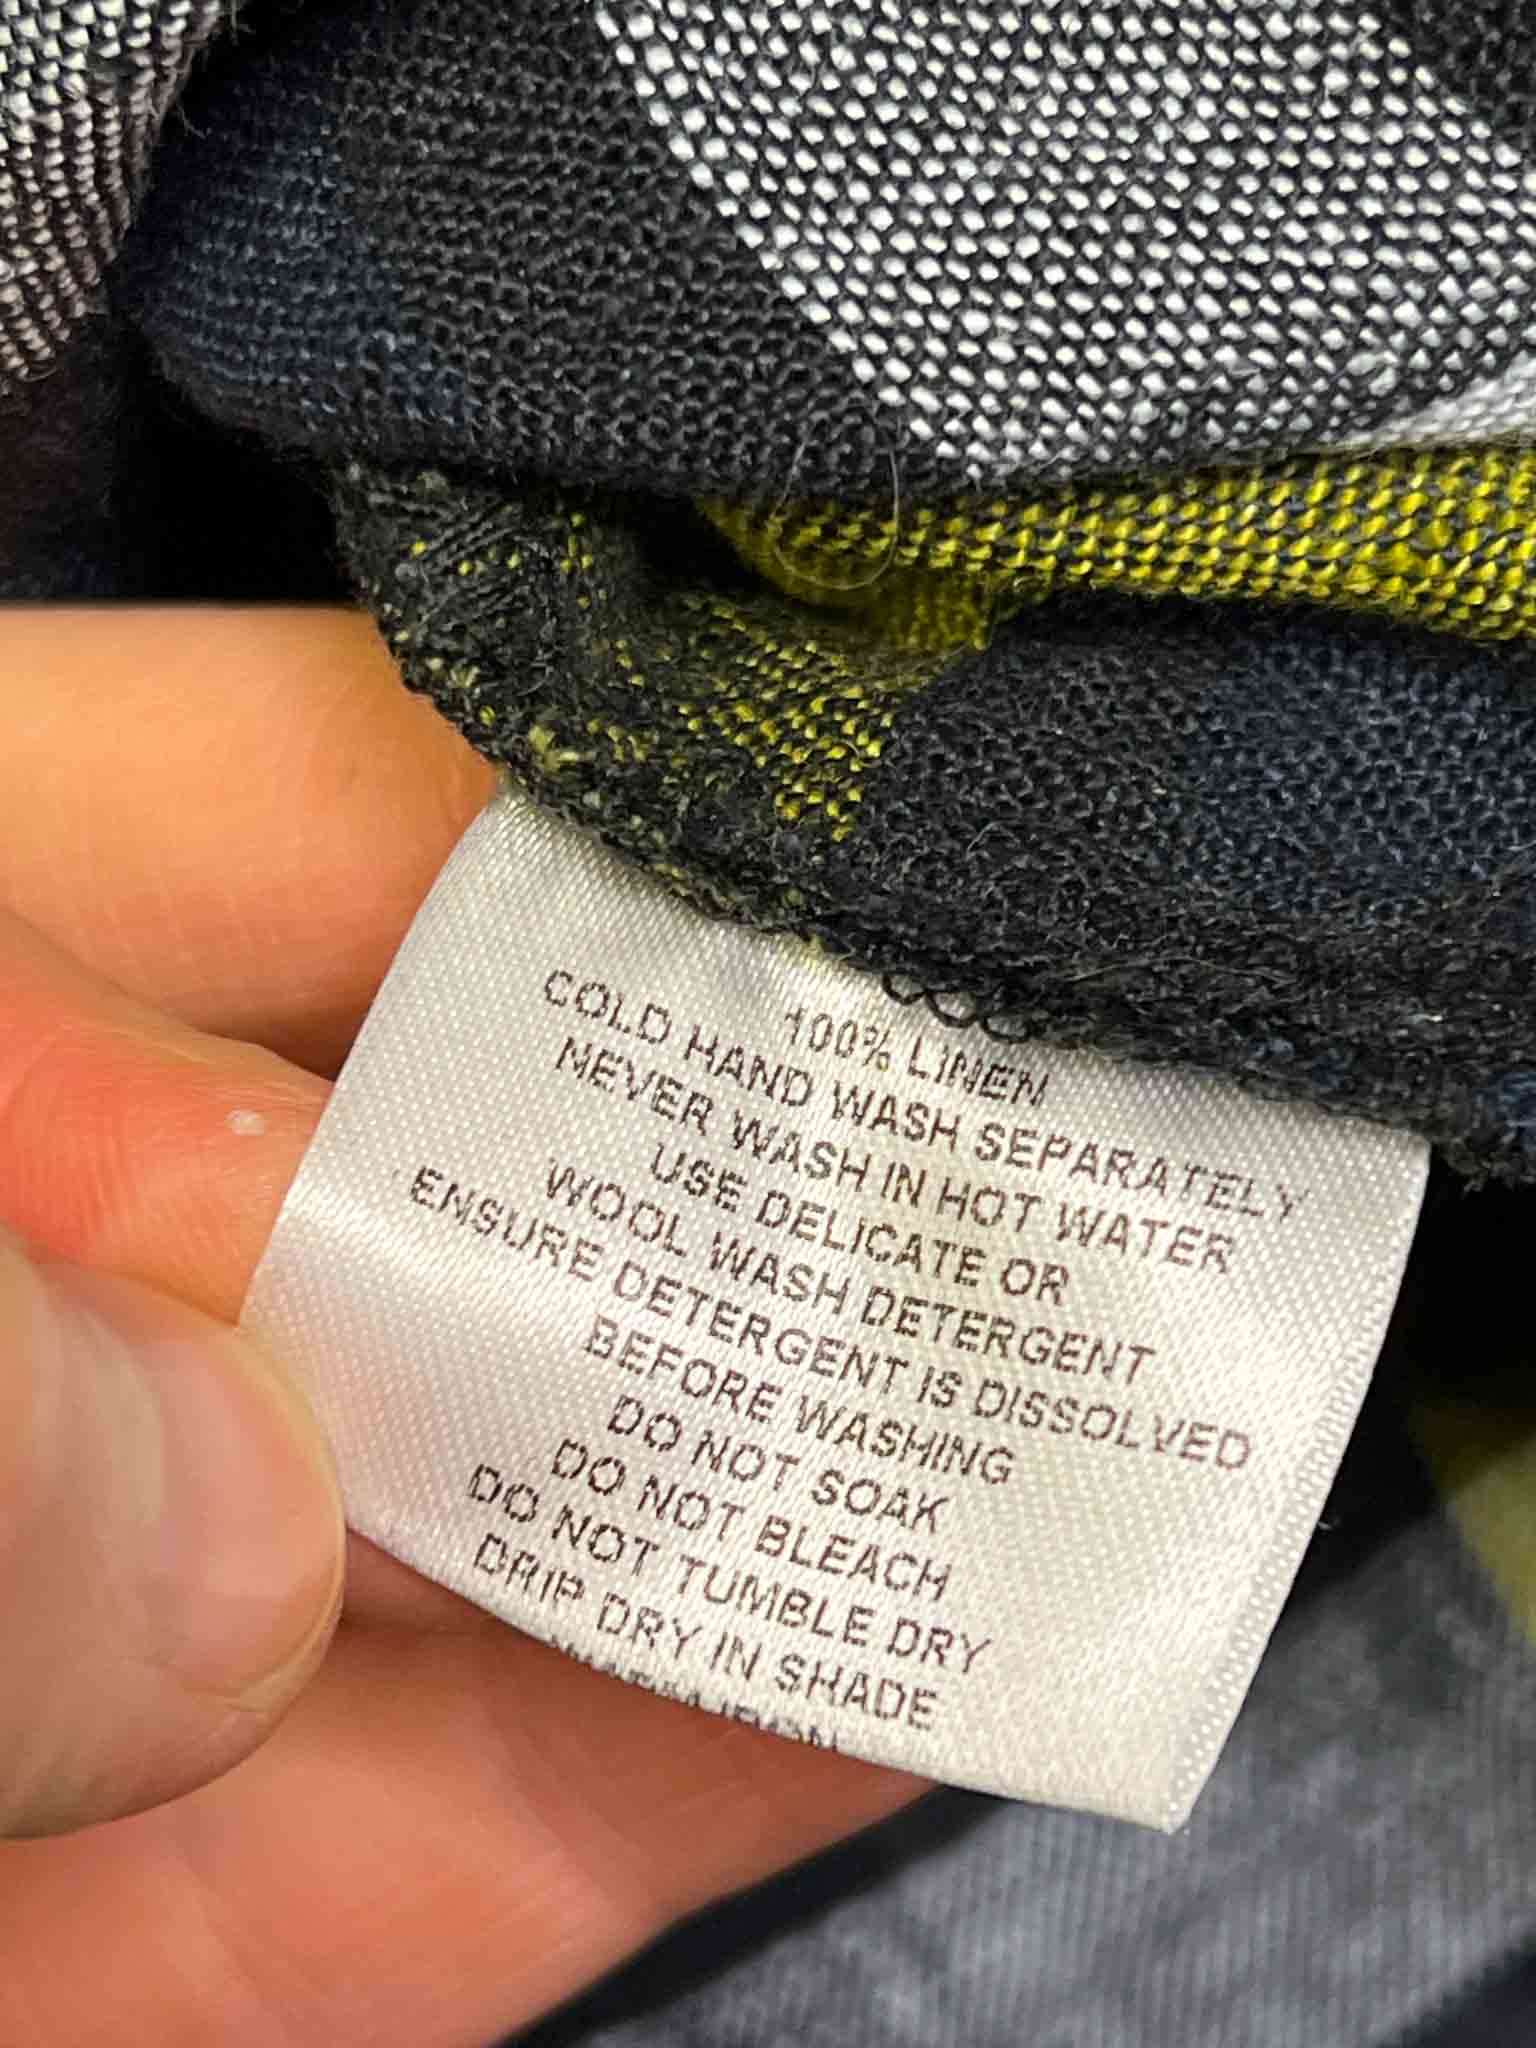 100% LINEN
COLD HAND WASH SEPARATELY
NEVER WASH IN HOT WATER
USE DELICATE OR
WOOL WASH DETERGENT
ENSURE DETERGENT IS DISSOLVED
BEFORE WASHING
DO NOT SOAK
DO NOT BLEACH
DO NOT TUMBLE DRY
DRIP DRY IN SHADE
IRON